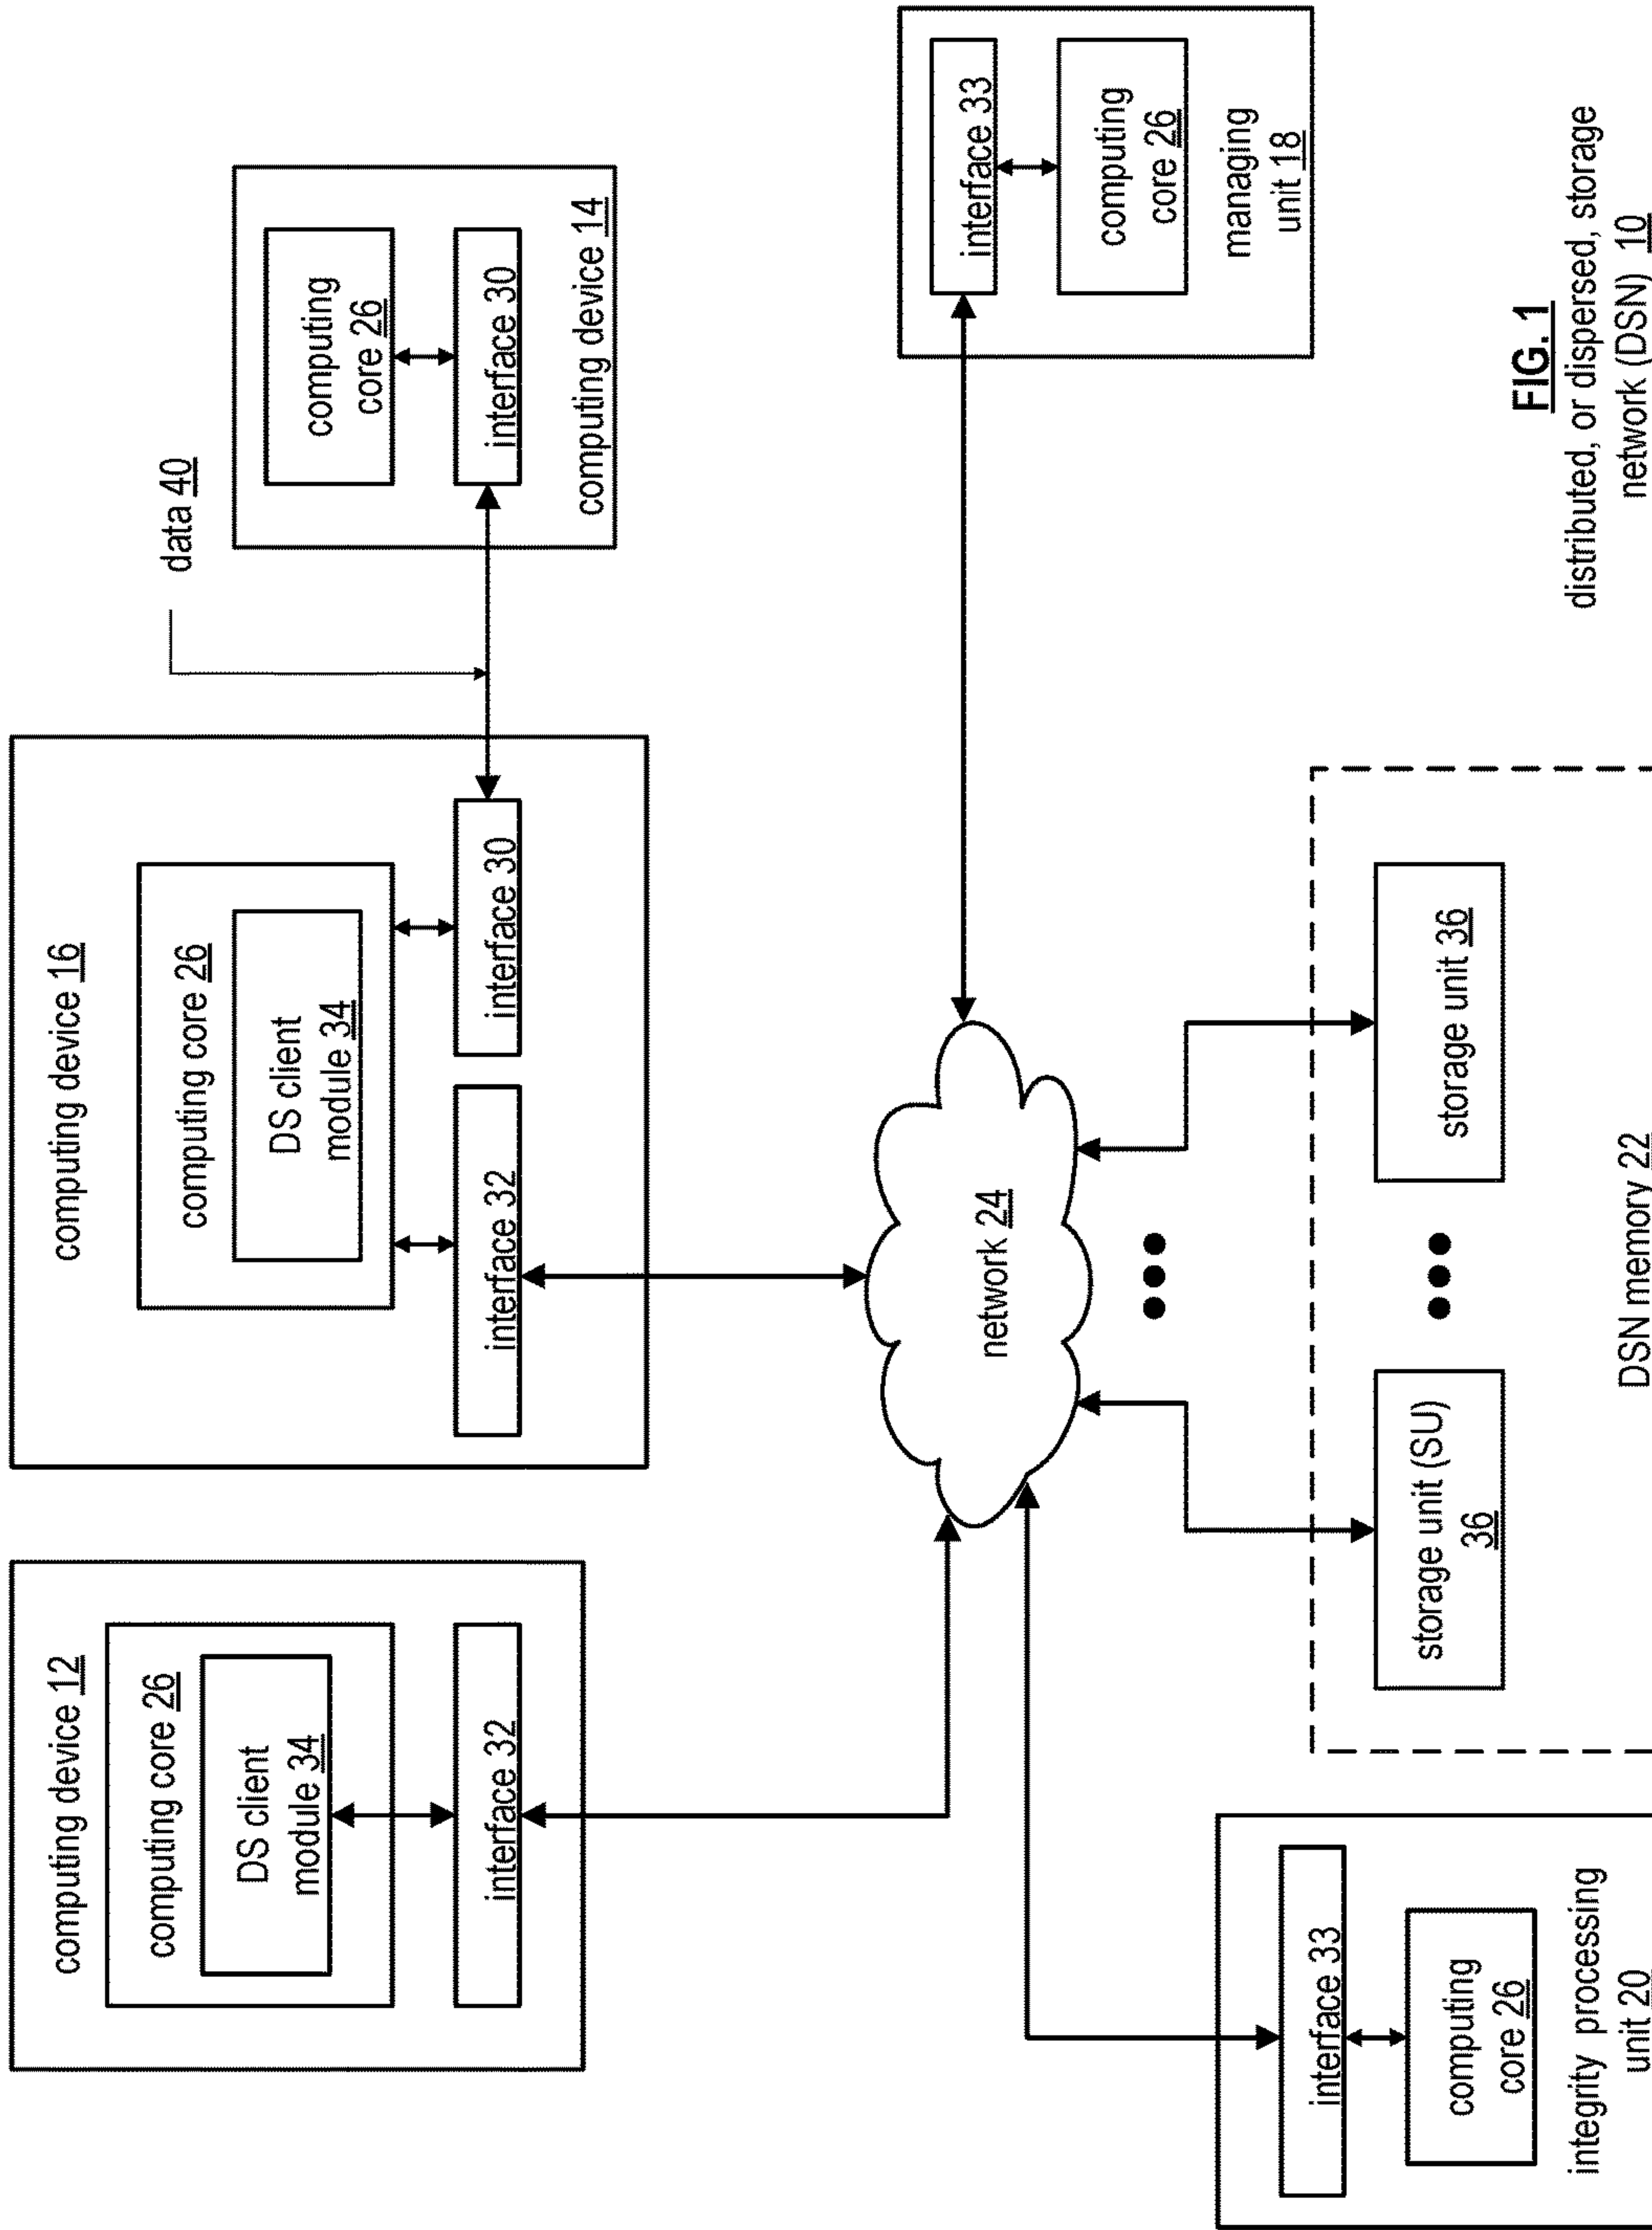 computing device 12
computing core 26
DS client
module 34
interface 32
computing device 16
computing core 26
DS client
module 34
interface 32
interface 30
data 40
computing
core 26
interface 30
computing device 14
network 24
interface 33
computing
core 26
managing
unit 18
interface 33
computing
core 26
integrity processing
unit 20
storage unit (SU)
36
storage unit 36
DSN memory 22
FIG. 1
distributed, or dispersed, storage
network (DSN) 10